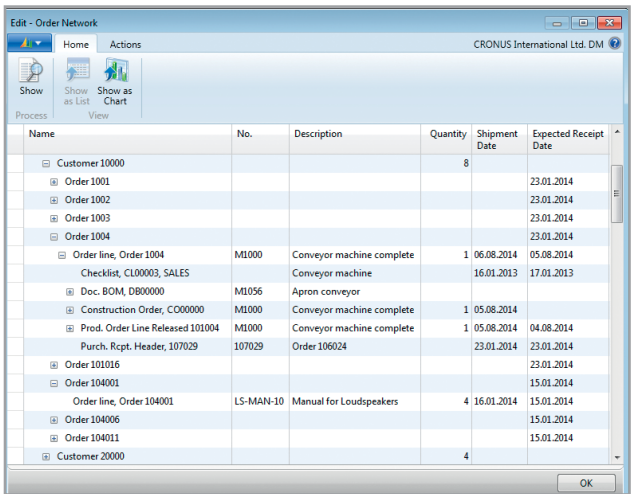 Edit - Order Network
Home Actions CRONUS International Ltd. DM
Show Show as List Show as Chart
Process View
Name No. Description Quantity Shipment Date Expected Receipt Date
Customer 10000 8
Order 1001 23.01.2014
Order 1002 23.01.2014
Order 1003 23.01.2014
Order 1004 23.01.2014
Order line, Order 1004 M1000 Conveyor machine complete 1 06.08.2014 05.08.2014
Checklist, CL00003, SALES Conveyor machine 16.01.2013 17.01.2013
Doc. BOM, DB00000 M1056 Apron conveyor
Construction Order, CO00000 M1000 Conveyor machine complete 1 05.08.2014
Prod. Order Line Released 101004 M1000 Conveyor machine complete 1 05.08.2014 04.08.2014
Purch. Rcpt. Header, 107029 107029 Order 106024 23.01.2014 23.01.2014
Order 101016 23.01.2014
Order 104001 15.01.2014
Order line, Order 104001 LS-MAN-10 Manual for Loudspeakers 4 16.01.2014 15.01.2014
Order 104006 15.01.2014
Order 104011 15.01.2014
Customer 20000 4
OK